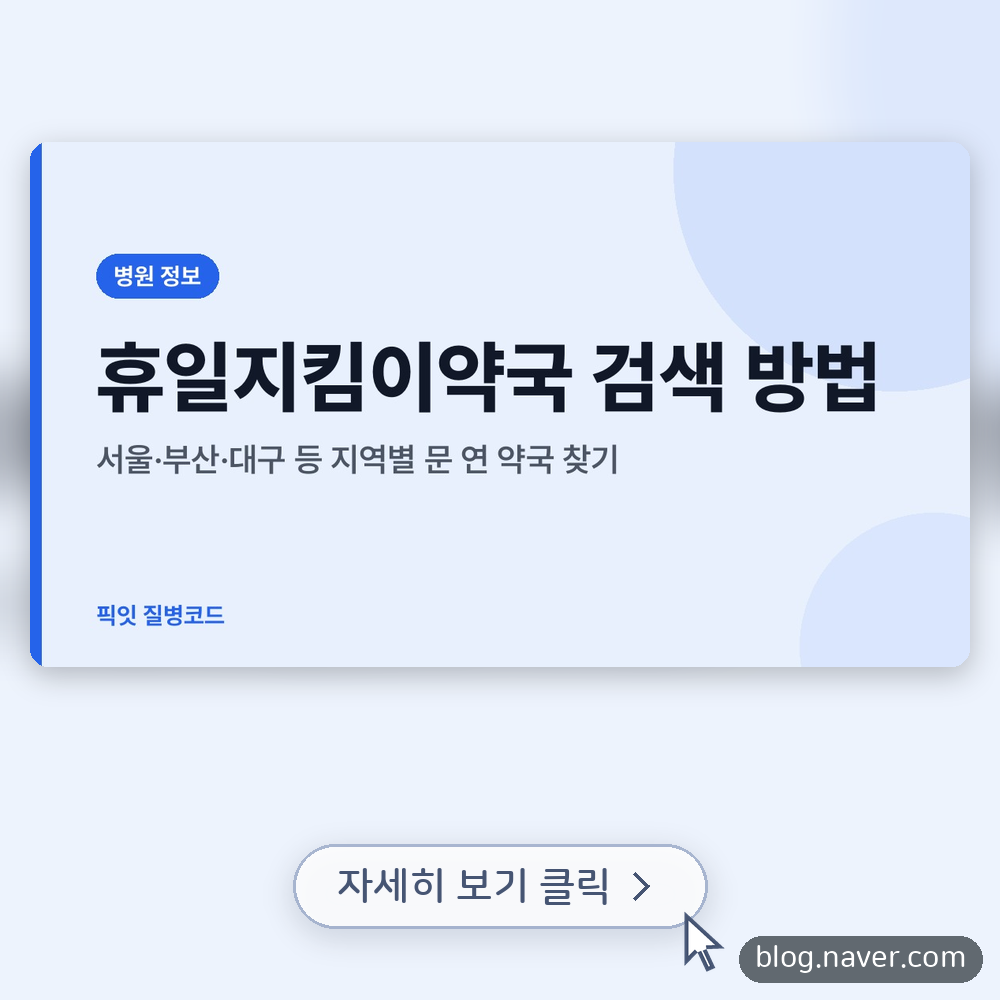 병원 정보
휴일지킴이약국 검색 방법
서울·부산·대구 등 지역별 문 연 약국 찾기
픽잇 질병코드
자세히 보기 클릭
blog.naver.com